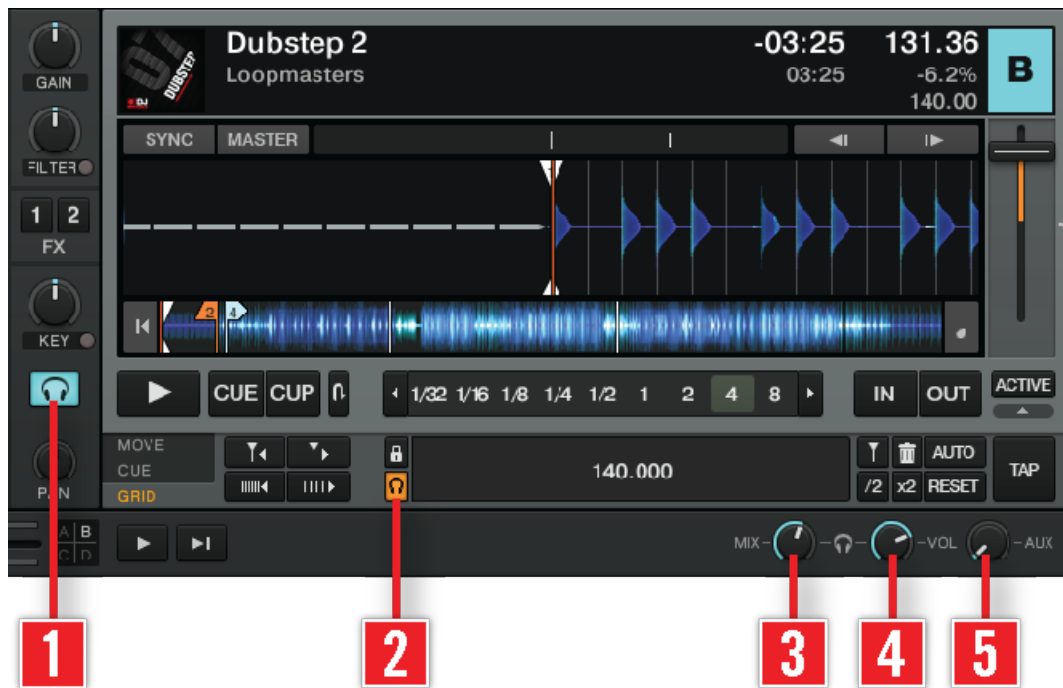 GAIN
FILTER
1 2
FX
KEY
PAN
DUBSTEP
DJ
Dubstep 2
Loopmasters
-03:25 131.36
03:25 -6.2%
140.00
B
SYNC MASTER
2 4
CUE CUP
1/32 1/16 1/8 1/4 1/2 1 2 4 8
IN OUT ACTIVE
MOVE
CUE
GRID
140.000
AUTO
/2 x2 RESET
TAP
A B
C D
MIX VOL AUX
1 2 3 4 5